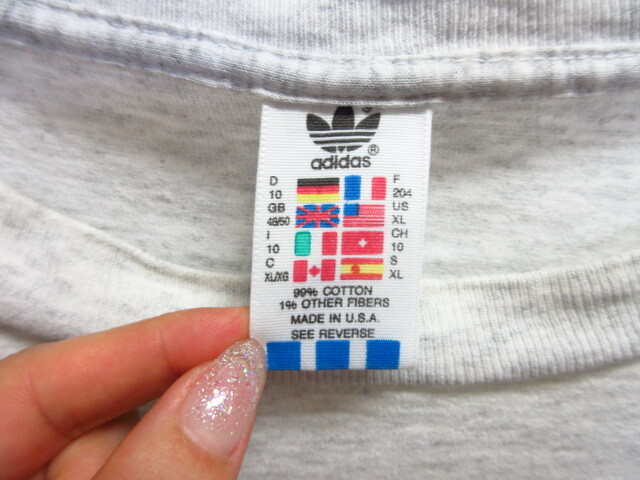 ®
adidas
D F
10 204
GB US
48/50 XL
I CH
10 10
C S
XL/XG XL
99% COTTON
1% OTHER FIBERS
MADE IN U.S.A.
SEE REVERSE